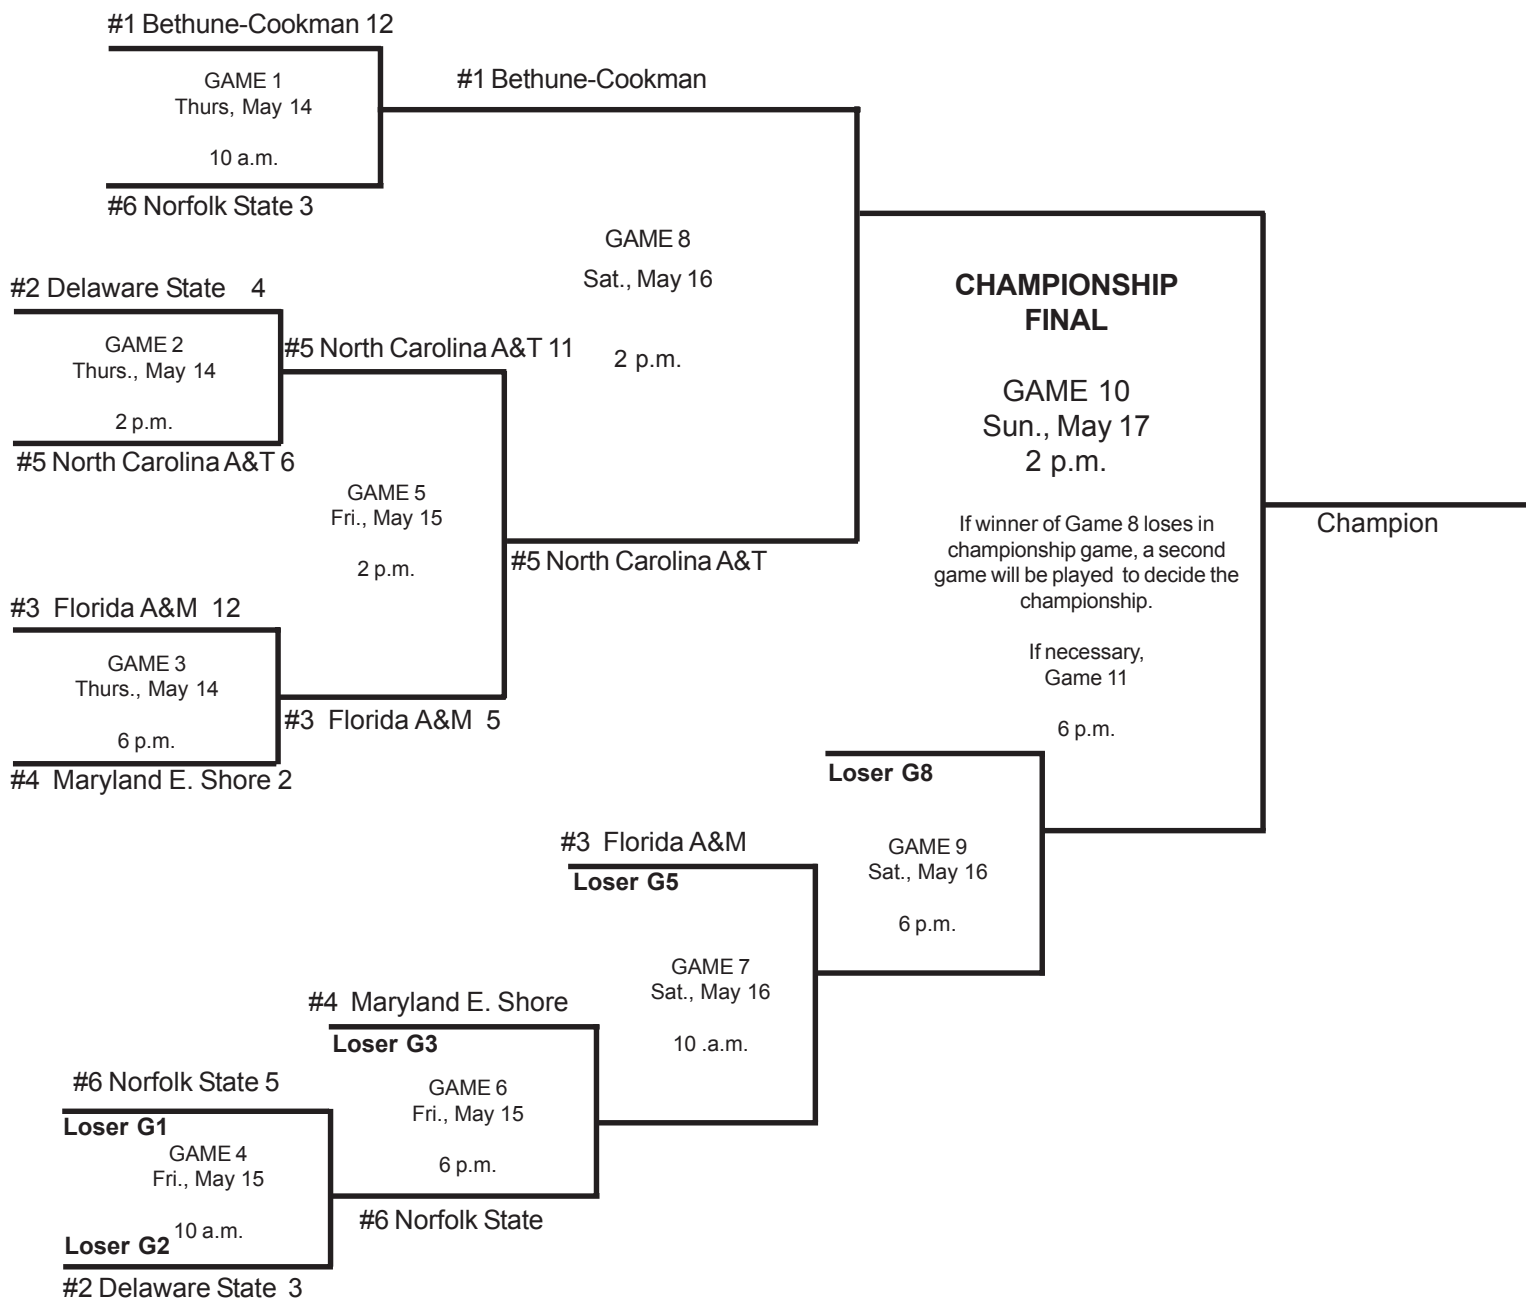 #1 Bethune-Cookman 12
GAME 1
Thurs, May 14
10 a.m.
#6 Norfolk State 3
#1 Bethune-Cookman
#2 Delaware State 4
GAME 2
Thurs., May 14
2 p.m.
#5 North Carolina A&T 6
#5 North Carolina A&T 11
GAME 5
Fri., May 15
2 p.m.
#3 Florida A&M 12
GAME 3
Thurs., May 14
6 p.m.
#4 Maryland E. Shore 2
#3 Florida A&M 5
GAME 8
Sat., May 16
2 p.m.
#5 North Carolina A&T
CHAMPIONSHIP
FINAL
GAME 10
Sun., May 17
2 p.m.
If winner of Game 8 loses in
championship game, a second
game will be played to decide the
championship.
If necessary,
Game 11
6 p.m.
Champion
Loser G8
GAME 9
Sat., May 16
6 p.m.
#3 Florida A&M
Loser G5
GAME 7
Sat., May 16
10 .a.m.
#4 Maryland E. Shore
Loser G3
GAME 6
Fri., May 15
6 p.m.
#6 Norfolk State
#6 Norfolk State 5
Loser G1
GAME 4
Fri., May 15
10 a.m.
Loser G2
#2 Delaware State 3